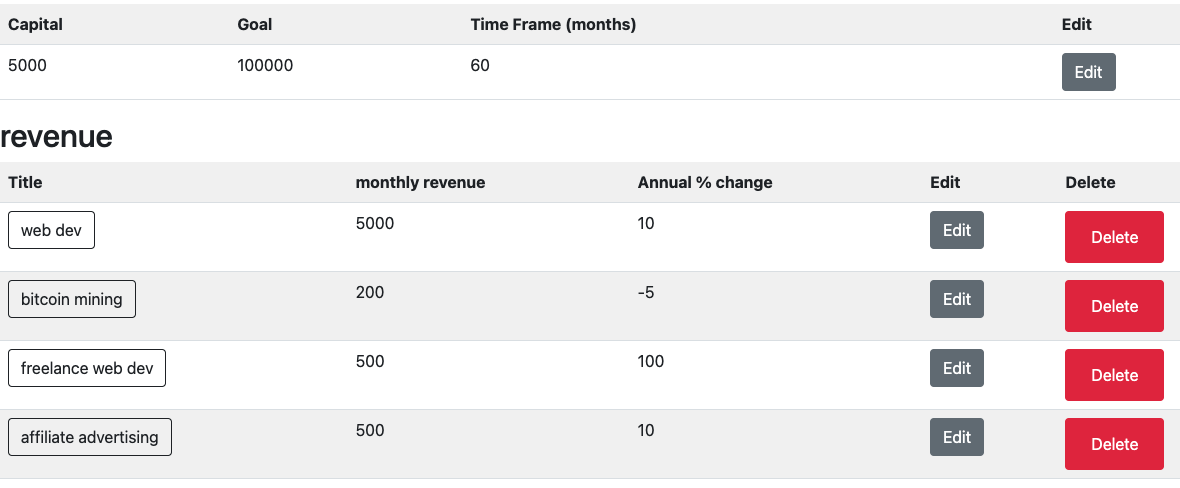 Capital Goal Time Frame (months) Edit
5000 100000 60 Edit
revenue
Title monthly revenue Annual % change Edit Delete
web dev 5000 10 Edit Delete
bitcoin mining 200 -5 Edit Delete
freelance web dev 500 100 Edit Delete
affiliate advertising 500 10 Edit Delete